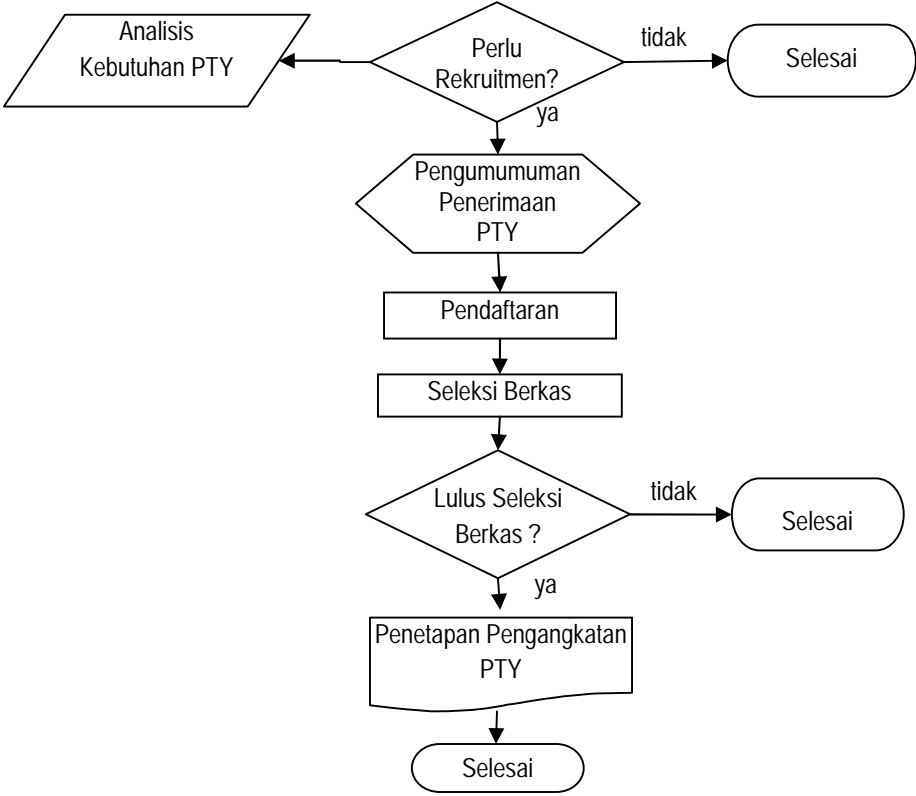 Analisis
Kebutuhan PTY
Perlu
Rekruitmen?
tidak
Selesai
ya
Pengumumuman
Penerimaan
PTY
Pendaftaran
Seleksi Berkas
Lulus Seleksi
Berkas ?
tidak
Selesai
ya
Penetapan Pengangkatan
PTY
Selesai